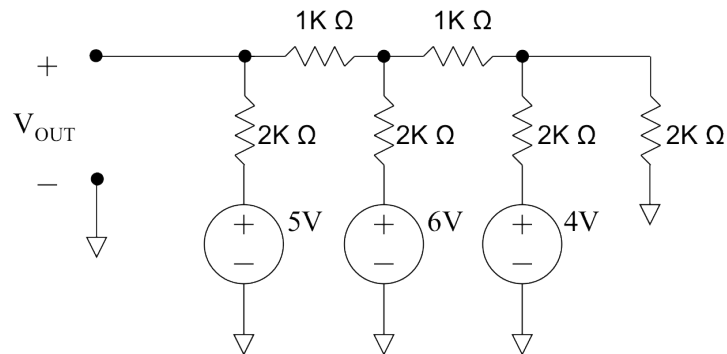 1K Ω 1K Ω
+
V_OUT
−
2K Ω 2K Ω 2K Ω 2K Ω
5V 6V 4V
+ + +
− − −